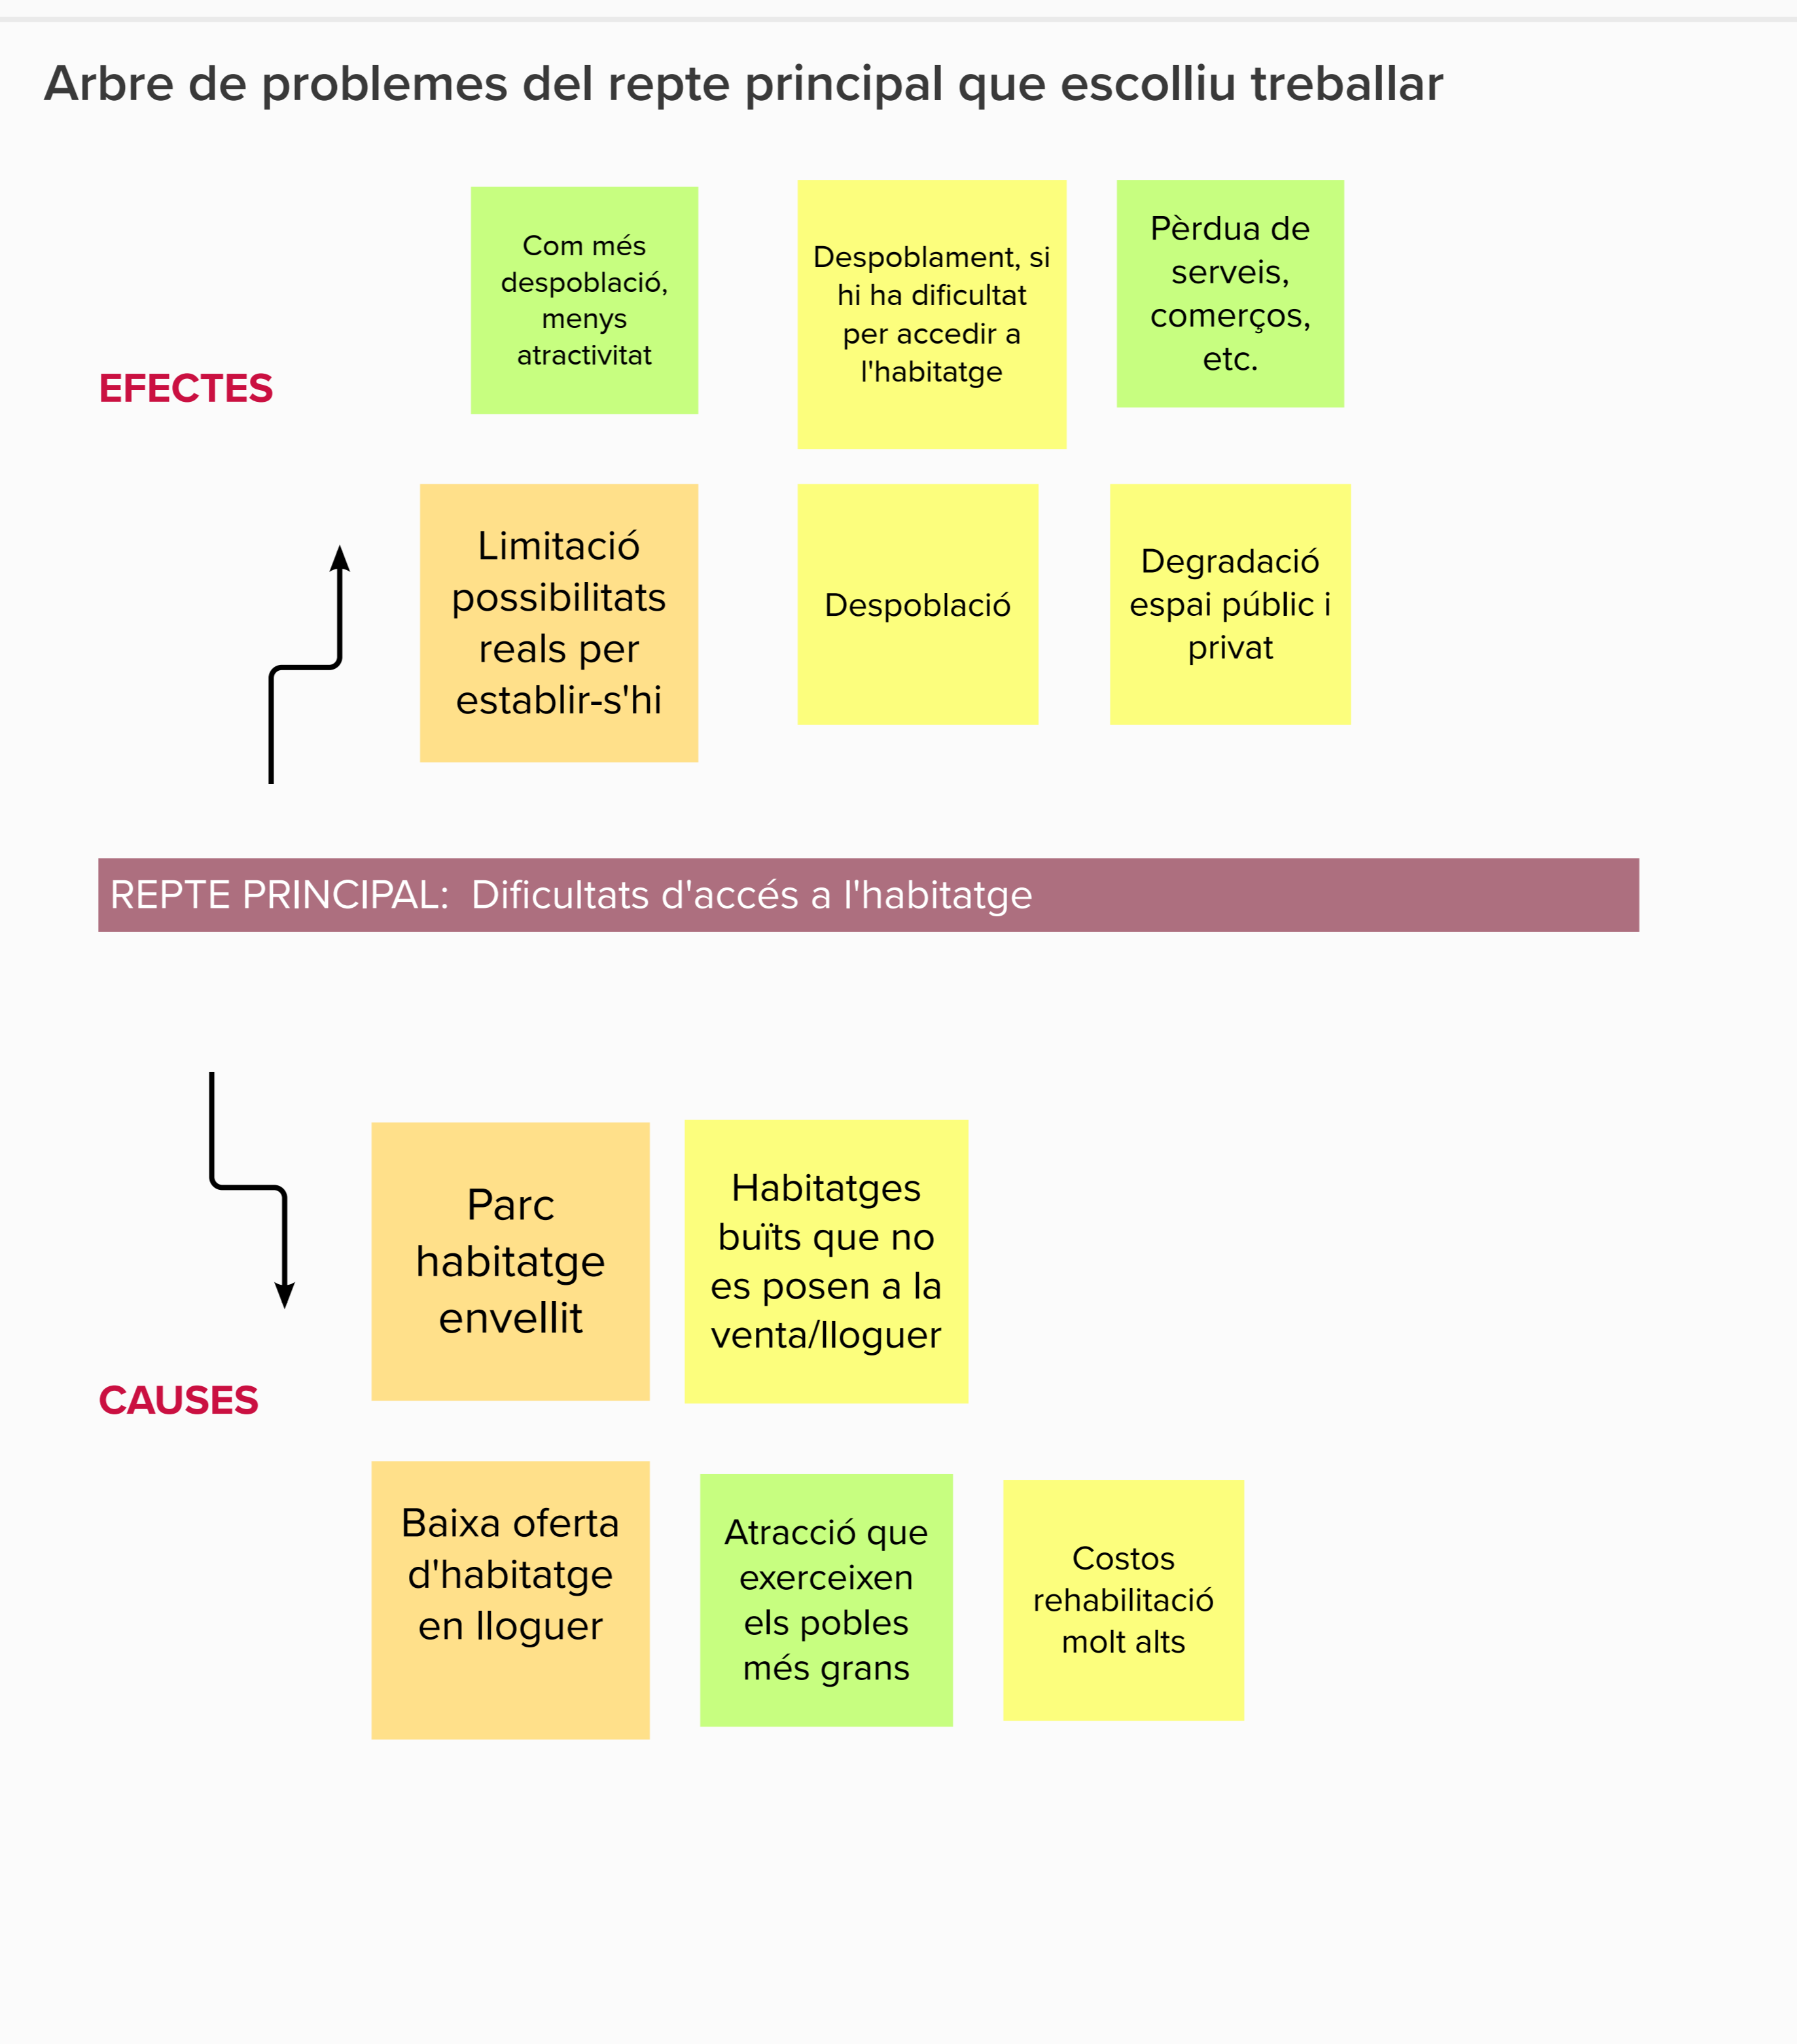 Arbre de problemes del repte principal que escolliu treballar
Com més
despoblació,
menys
atractivitat
Despoblament, si
hi ha dificultat
per accedir a
l'habitatge
Pèrdua de
serveis,
comerços,
etc.
EFECTES
Limitació
possibilitats
reals per
establir-s'hi
Despoblació
Degradació
espai públic i
privat
REPTE PRINCIPAL:  Dificultats d'accés a l'habitatge
Parc
habitatge
envellit
Habitatges
buïts que no
es posen a la
venta/lloguer
CAUSES
Baixa oferta
d'habitatge
en lloguer
Atracció que
exerceixen
els pobles
més grans
Costos
rehabilitació
molt alts